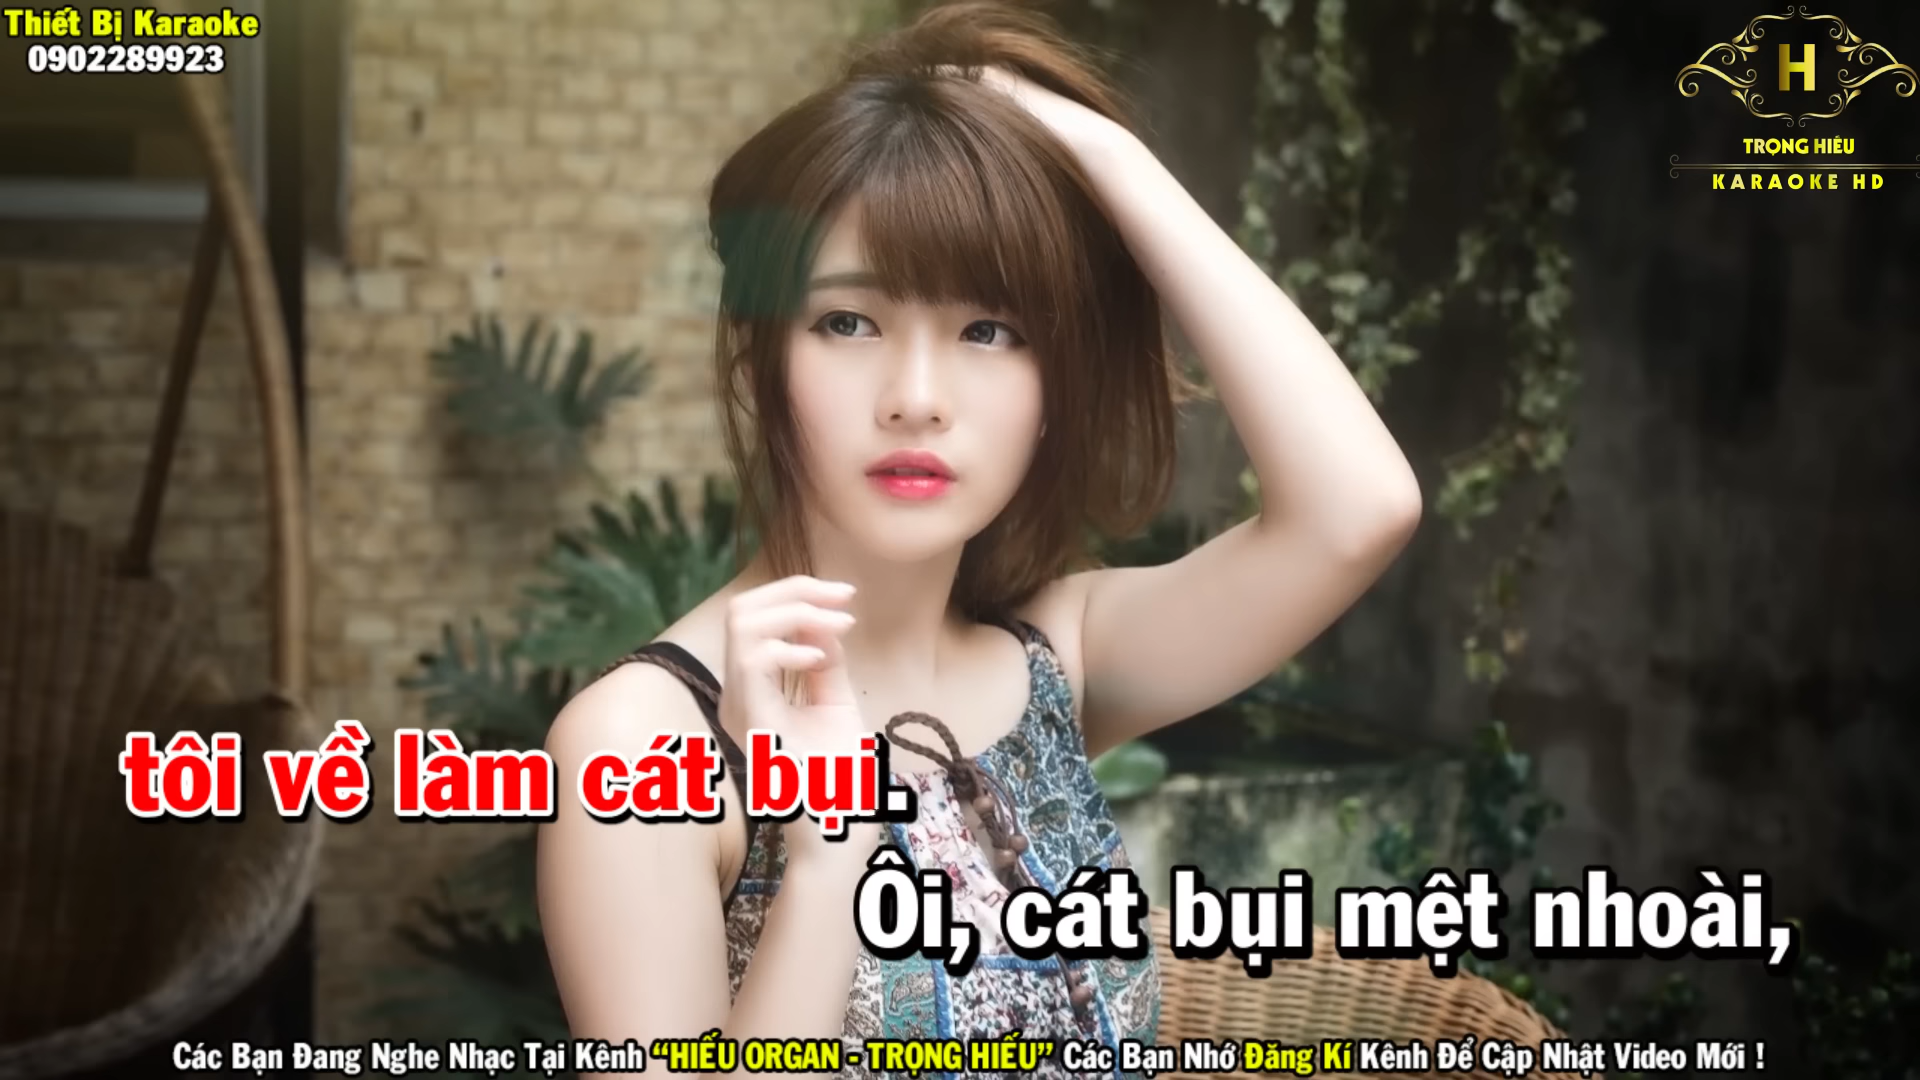 Thiết Bị Karaoke
0902289923
H
TRỌNG HIẾU
KARAOKE HD
tôi về làm cát bụi.
Ôi, cát bụi mệt nhoài,
Các Bạn Đang Nghe Nhạc Tại Kênh “HIẾU ORGAN - TRỌNG HIẾU” Các Bạn Nhớ Đăng Kí Kênh Để Cập Nhật Video Mới !